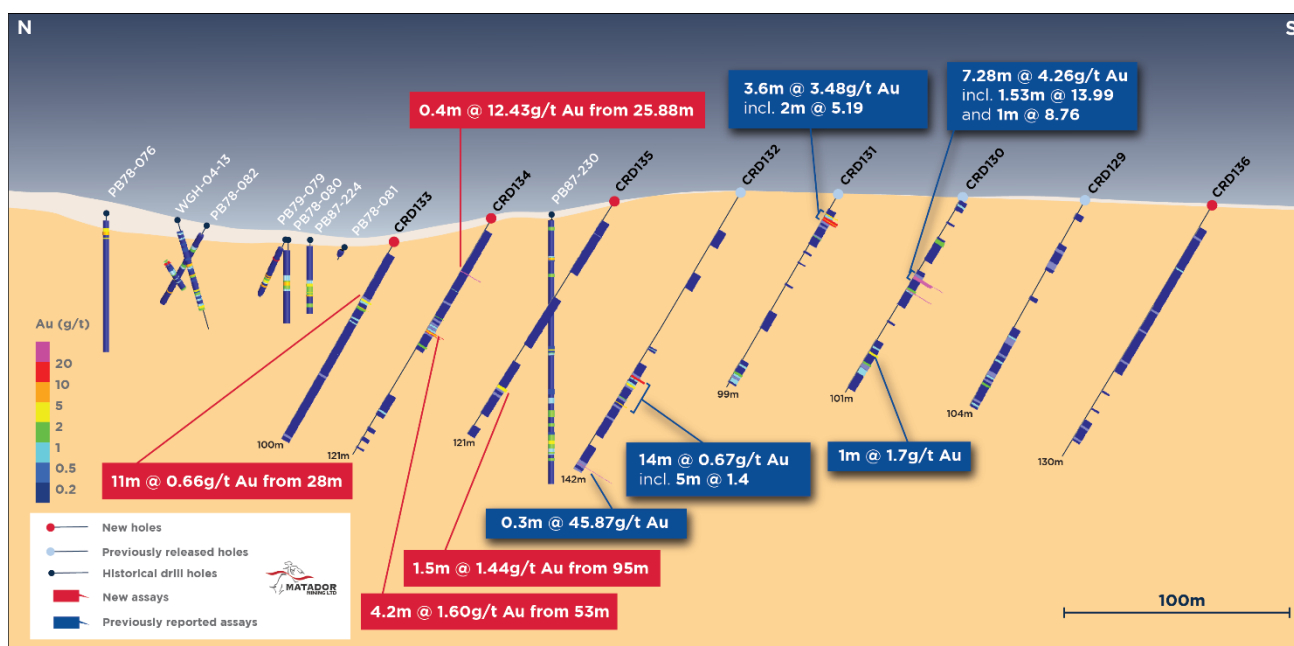 N
S
PB78-076
WGH-04-13
PB78-082
PB79-079
PB78-080
PB87-224
PB78-081
CRD133
CRD134
PB87-230
CRD135
CRD132
CRD131
CRD130
CRD129
CRD136
0.4m @ 12.43g/t Au from 25.88m
3.6m @ 3.48g/t Au
incl. 2m @ 5.19
7.28m @ 4.26g/t Au
incl. 1.53m @ 13.99
and 1m @ 8.76
Au (g/t)
20
10
5
2
1
0.5
0.2
100m
121m
121m
142m
99m
101m
104m
130m
11m @ 0.66g/t Au from 28m
14m @ 0.67g/t Au
incl. 5m @ 1.4
1m @ 1.7g/t Au
0.3m @ 45.87g/t Au
1.5m @ 1.44g/t Au from 95m
4.2m @ 1.60g/t Au from 53m
New holes
Previously released holes
Historical drill holes
New assays
Previously reported assays
MATADOR
MINING LTD
100m